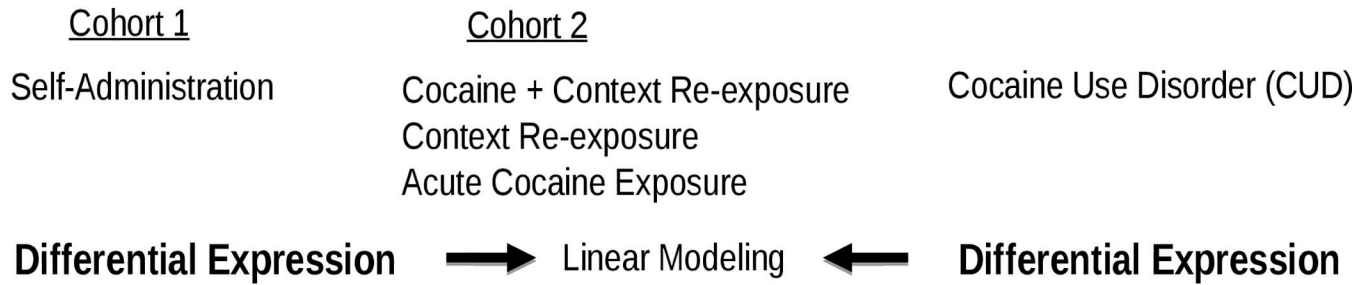 Cohort 1
Cohort 2
Self-Administration
Cocaine + Context Re-exposure
Context Re-exposure
Acute Cocaine Exposure
Cocaine Use Disorder (CUD)
Differential Expression
Linear Modeling
Differential Expression